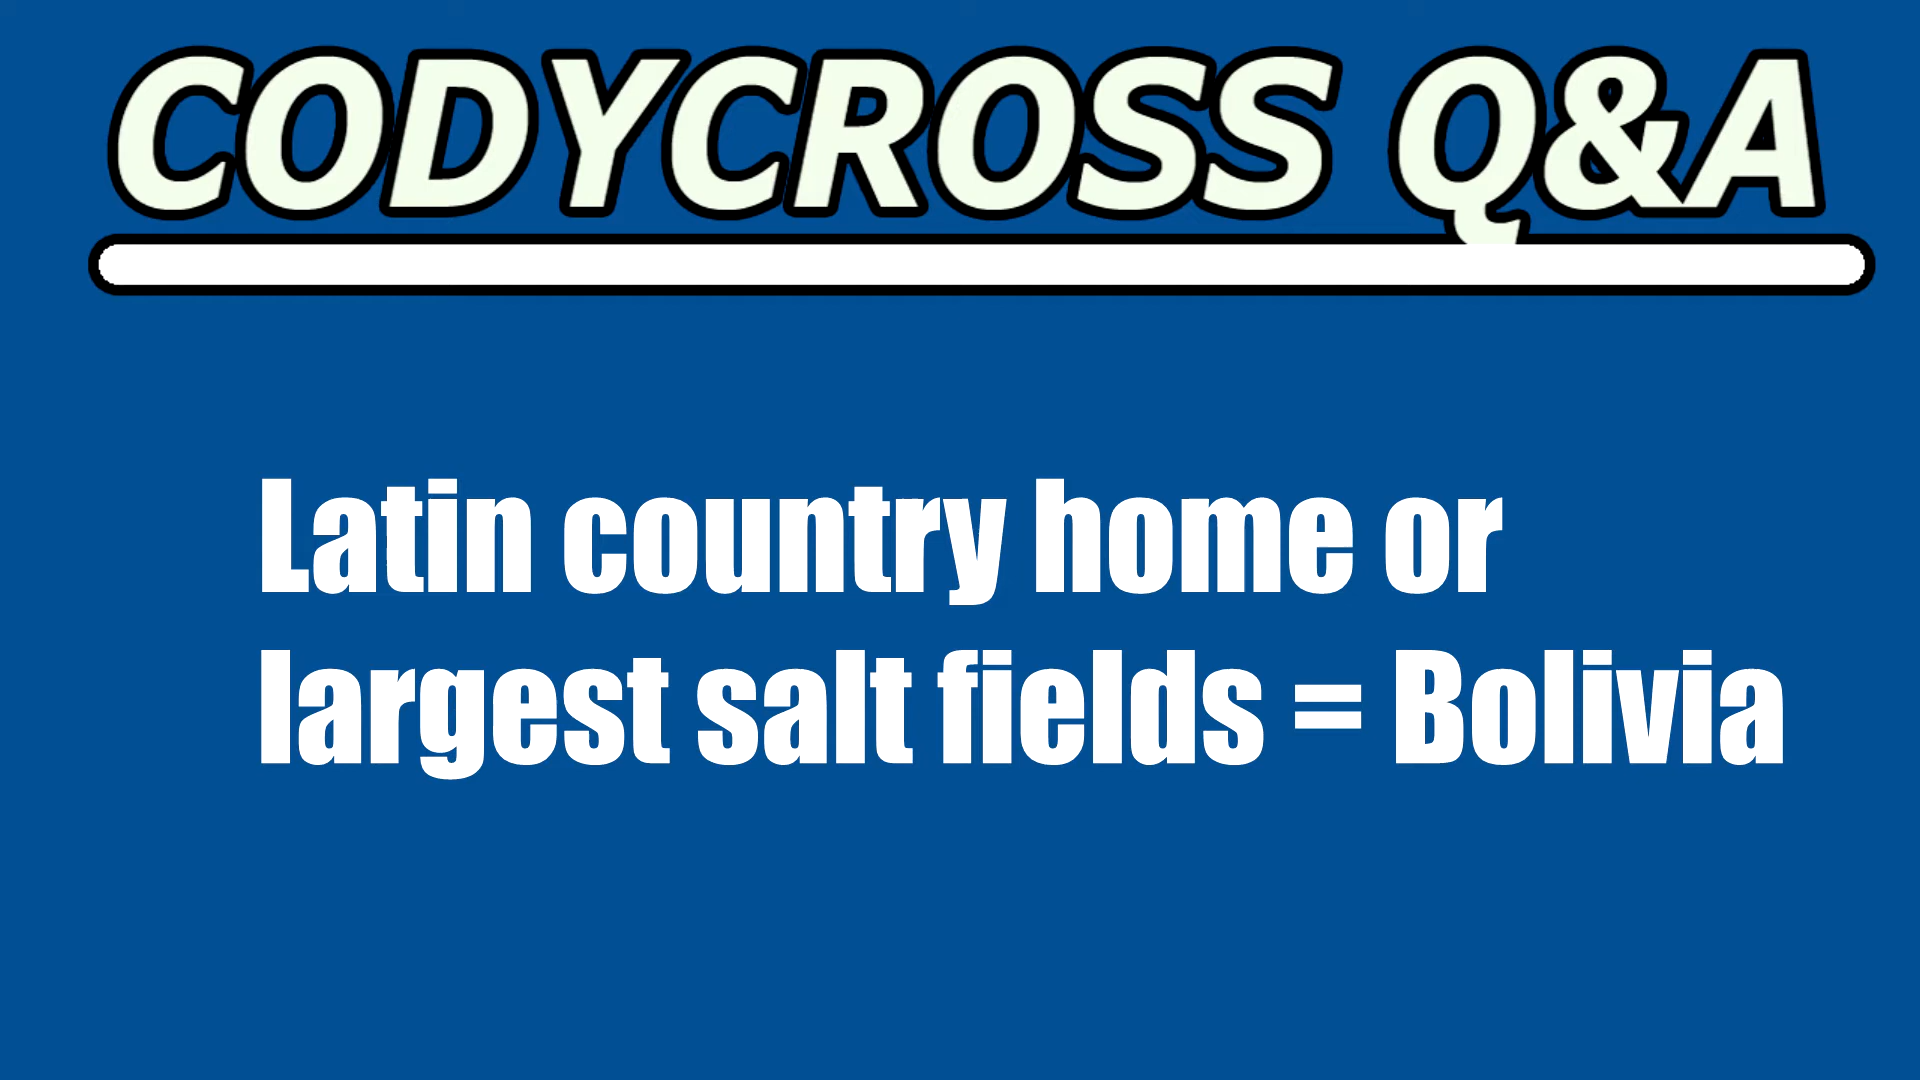 CODYCROSS Q&A
Latin country home or
largest salt fields = Bolivia